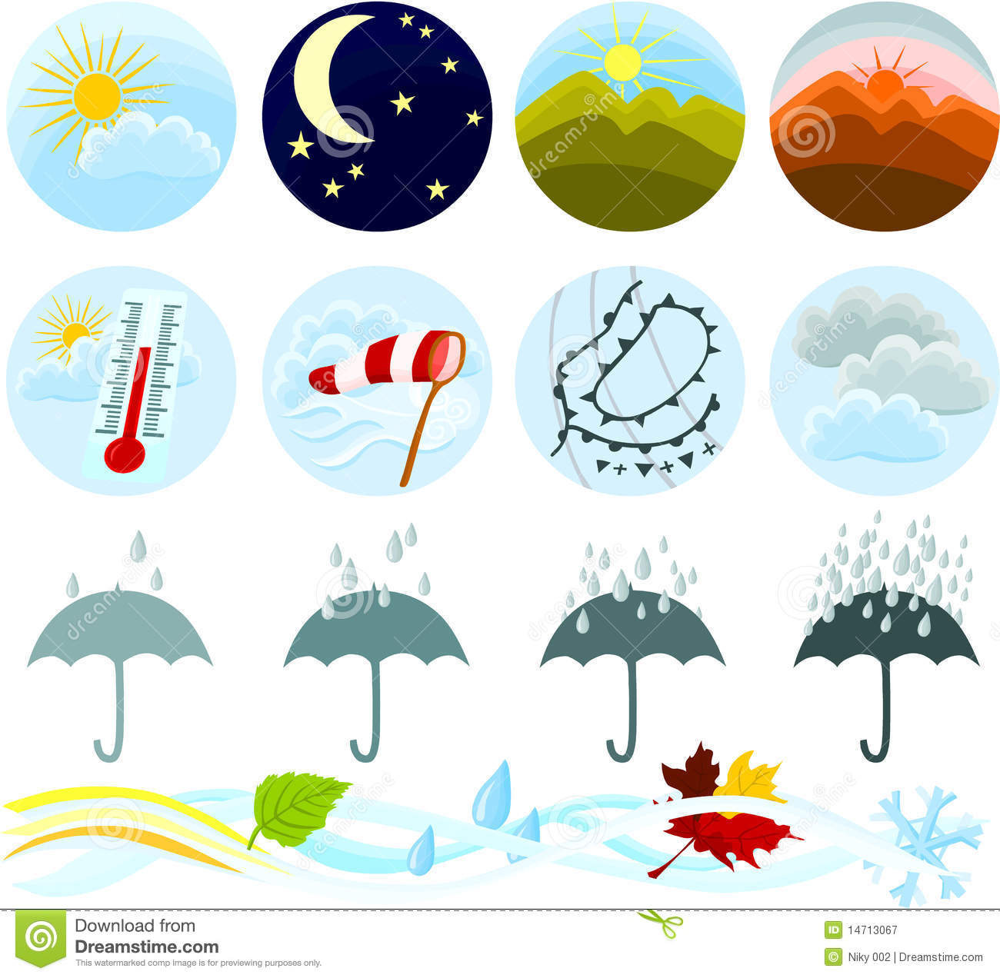 Download from
Dreamstime.com
This watermarked comp image is for previewing purposes only.
ID 14713067
© Niky 002 | Dreamstime.com